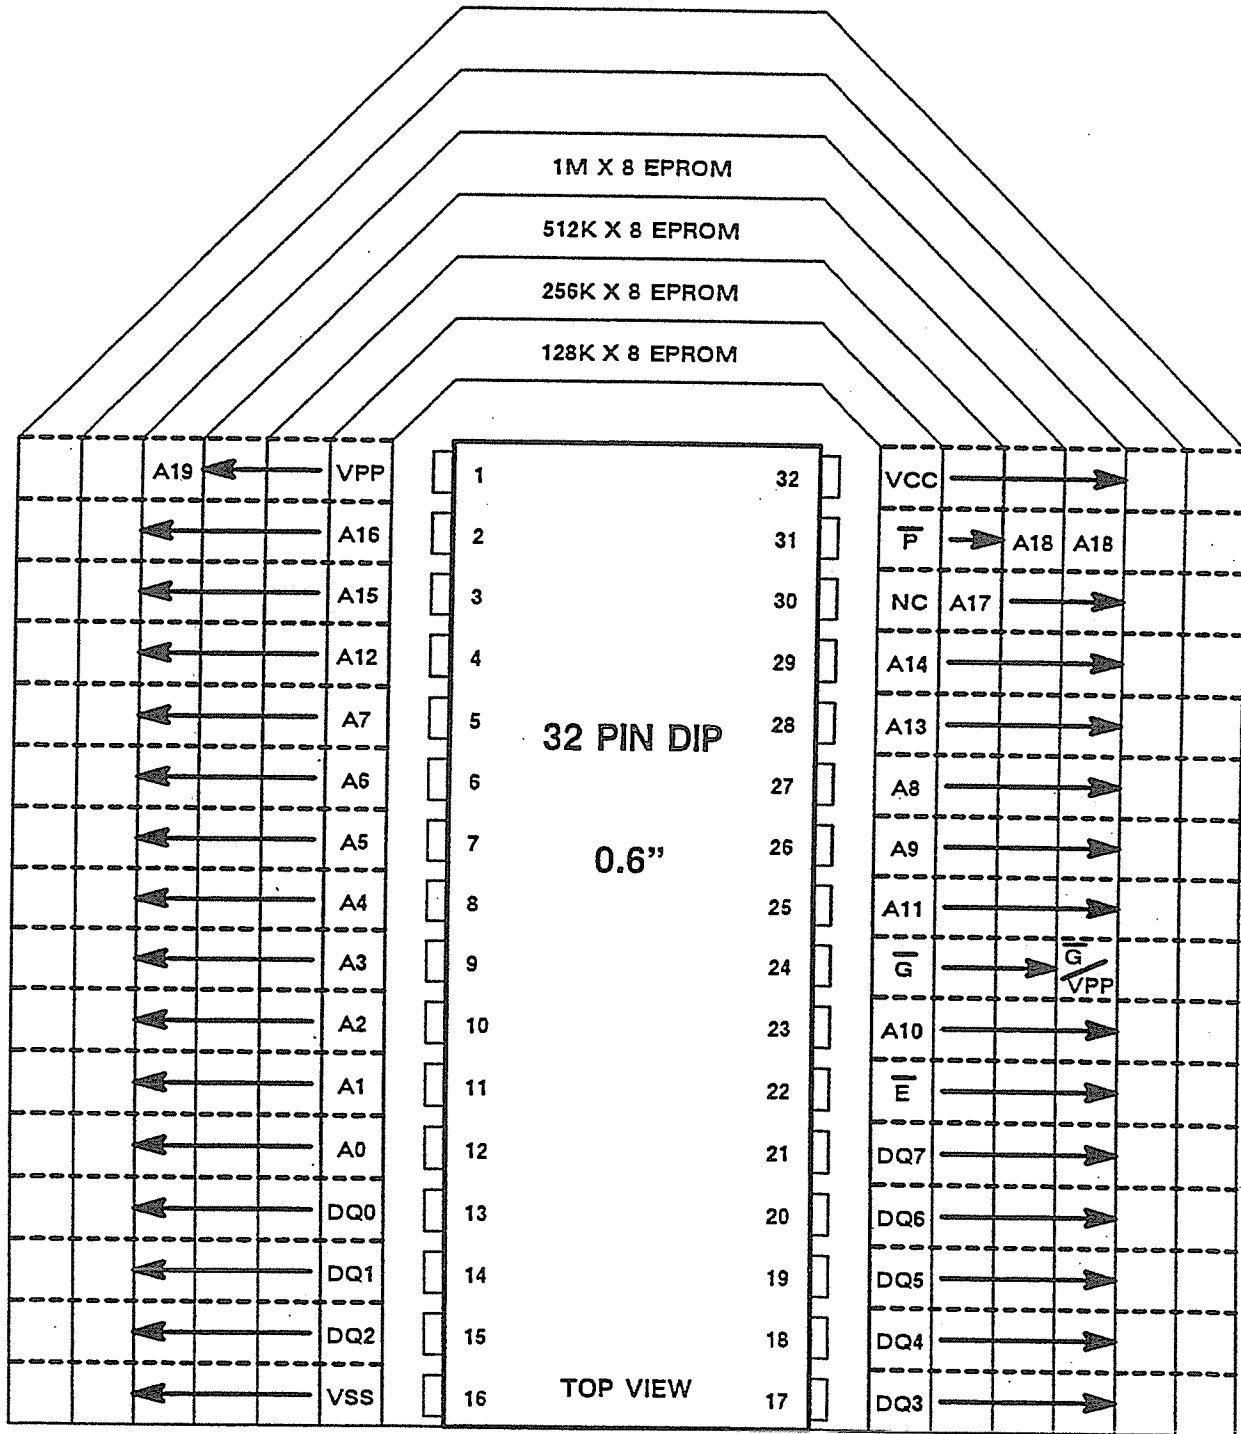 1M X 8 EPROM
512K X 8 EPROM
256K X 8 EPROM
128K X 8 EPROM
A19 VPP 1 32 VCC
A16 2 31 P̅ A18 A18
A15 3 30 NC A17
A12 4 29 A14
A7 5 28 A13
32 PIN DIP
A6 6 27 A8
A5 7 26 A9
0.6”
A4 8 25 A11
A3 9 24 G̅ G̅/VPP
A2 10 23 A10
A1 11 22 E̅
A0 12 21 DQ7
DQ0 13 20 DQ6
DQ1 14 19 DQ5
DQ2 15 18 DQ4
VSS 16 TOP VIEW 17 DQ3